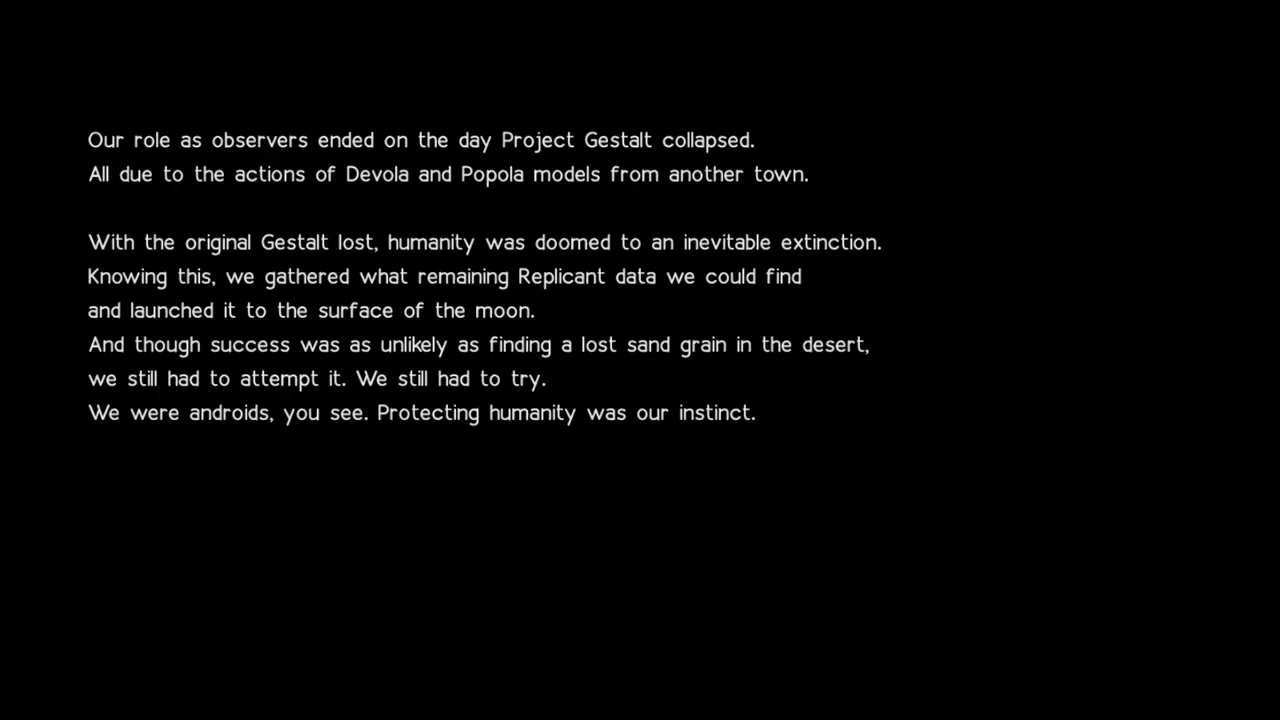 Our role as observers ended on the day Project Gestalt collapsed.
All due to the actions of Devola and Popola models from another town.
With the original Gestalt lost, humanity was doomed to an inevitable extinction.
Knowing this, we gathered what remaining Replicant data we could find
and launched it to the surface of the moon.
And though success was as unlikely as finding a lost sand grain in the desert,
we still had to attempt it. We still had to try.
We were androids, you see. Protecting humanity was our instinct.